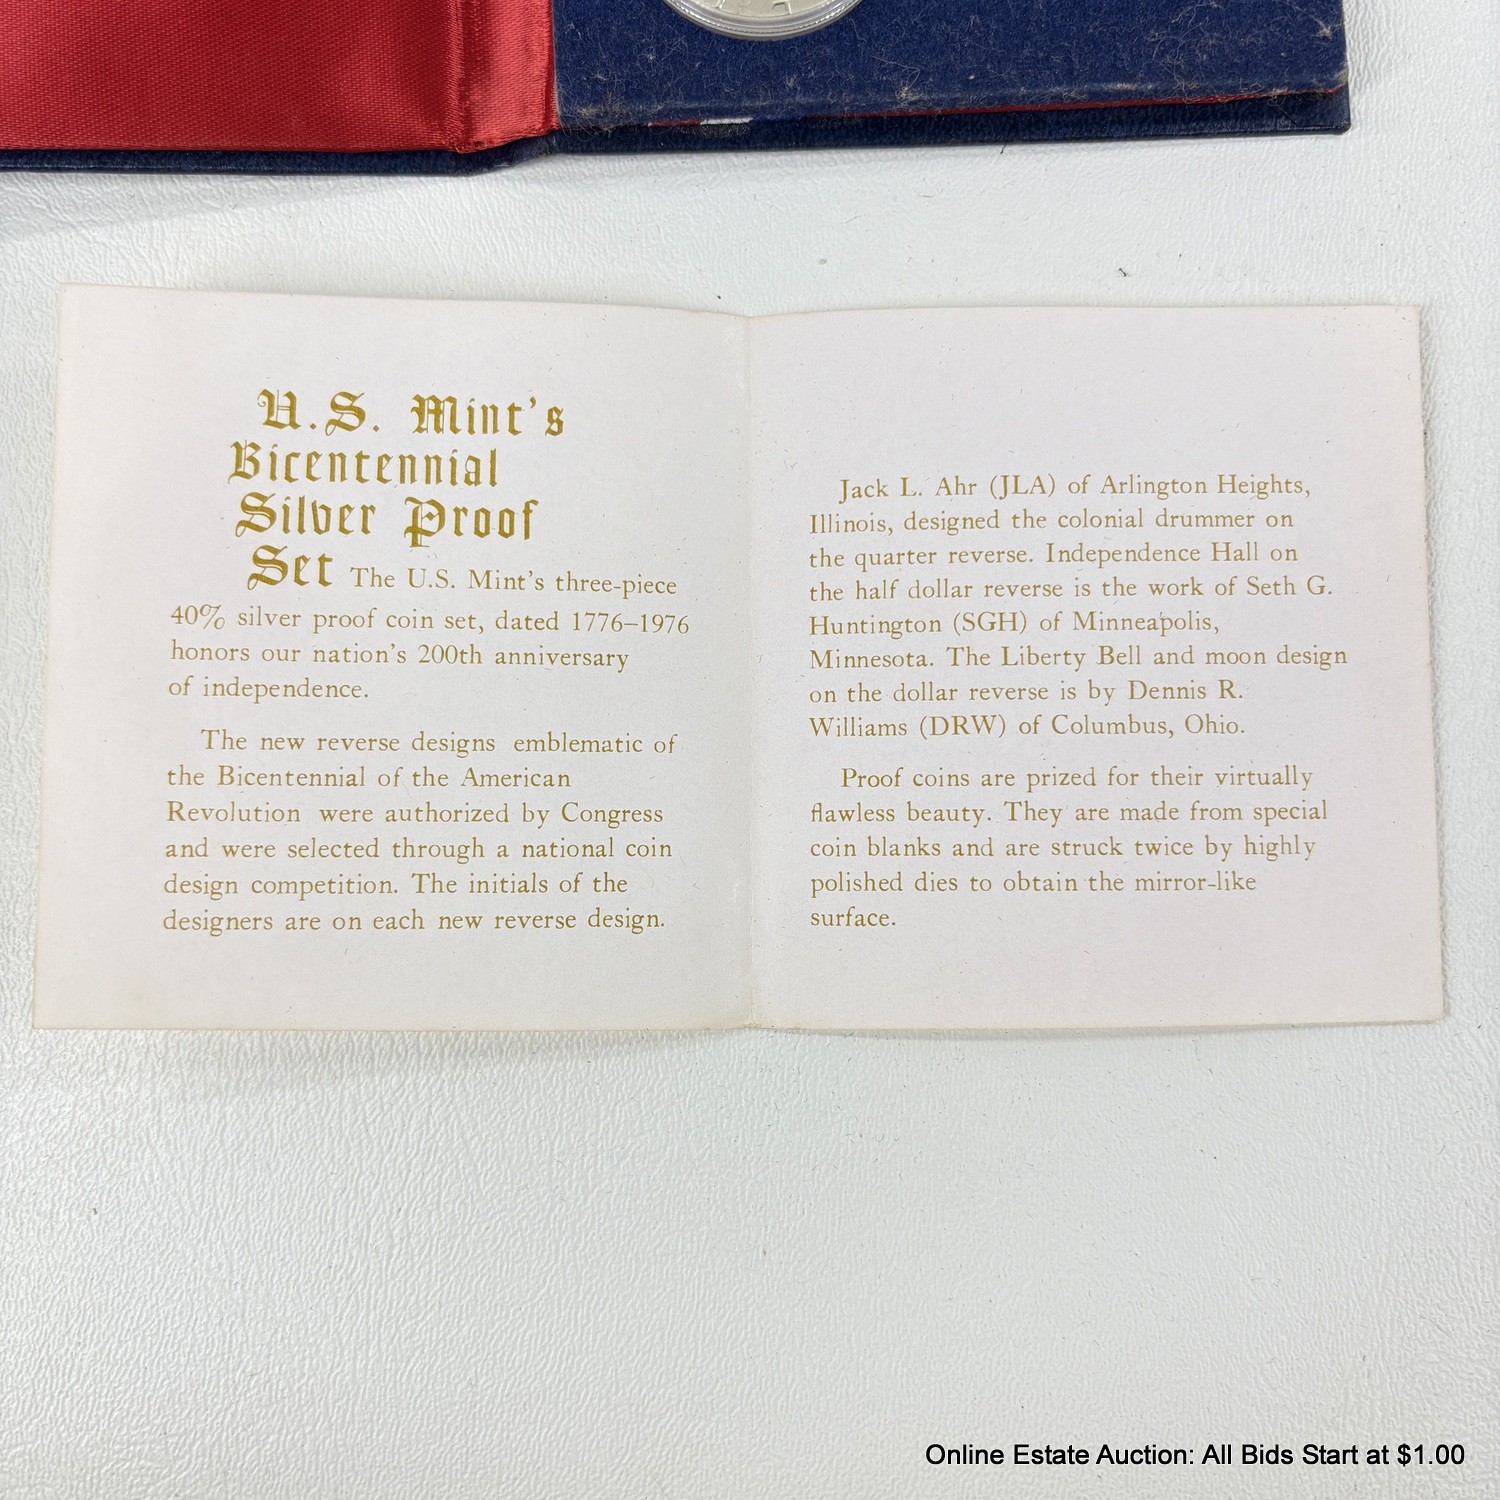 U.S. Mint's
Bicentennial
Silver Proof
Set The U.S. Mint's three-piece
40% silver proof coin set, dated 1776–1976
honors our nation's 200th anniversary
of independence.
The new reverse designs emblematic of
the Bicentennial of the American
Revolution were authorized by Congress
and were selected through a national coin
design competition. The initials of the
designers are on each new reverse design.
Jack L. Ahr (JLA) of Arlington Heights,
Illinois, designed the colonial drummer on
the quarter reverse. Independence Hall on
the half dollar reverse is the work of Seth G.
Huntington (SGH) of Minneapolis,
Minnesota. The Liberty Bell and moon design
on the dollar reverse is by Dennis R.
Williams (DRW) of Columbus, Ohio.
Proof coins are prized for their virtually
flawless beauty. They are made from special
coin blanks and are struck twice by highly
polished dies to obtain the mirror-like
surface.
Online Estate Auction: All Bids Start at $1.00